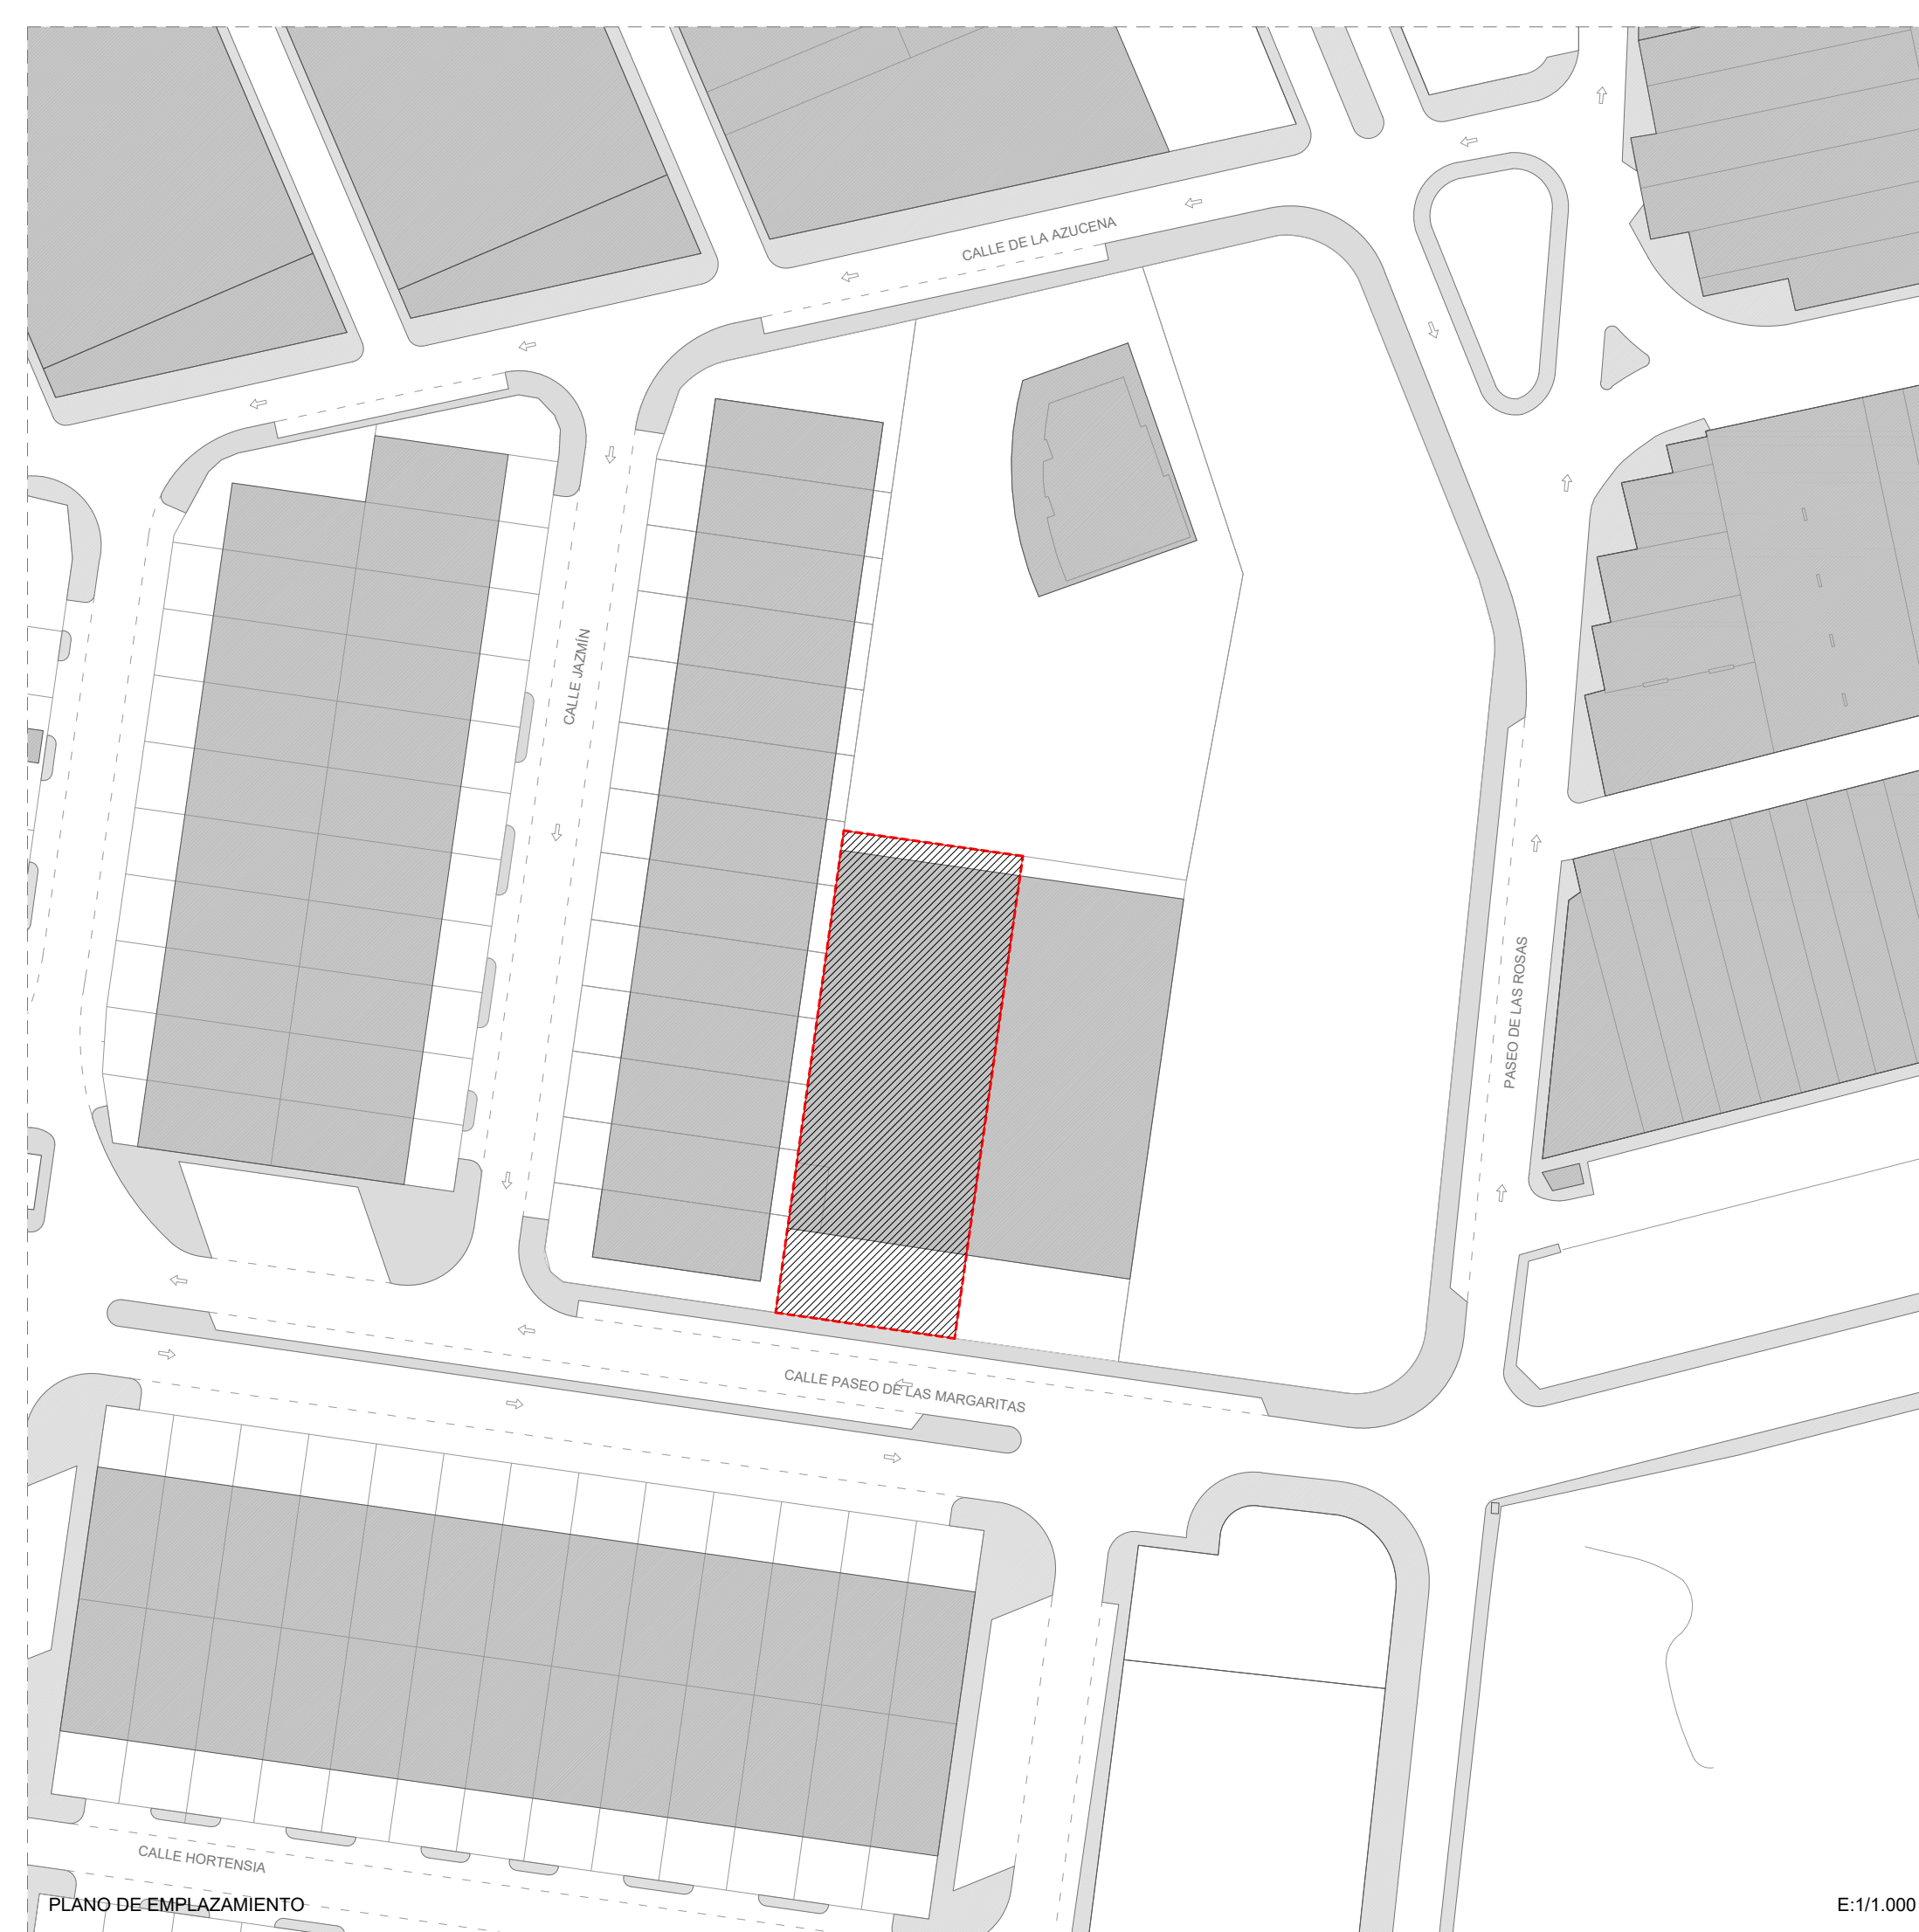 CALLE DE LA AZUCENA
CALLE JAZMÍN
PASEO DE LAS ROSAS
CALLE PASEO DE LAS MARGARITAS
CALLE HORTENSIA
PLANO DE EMPLAZAMIENTO
E:1/1.000